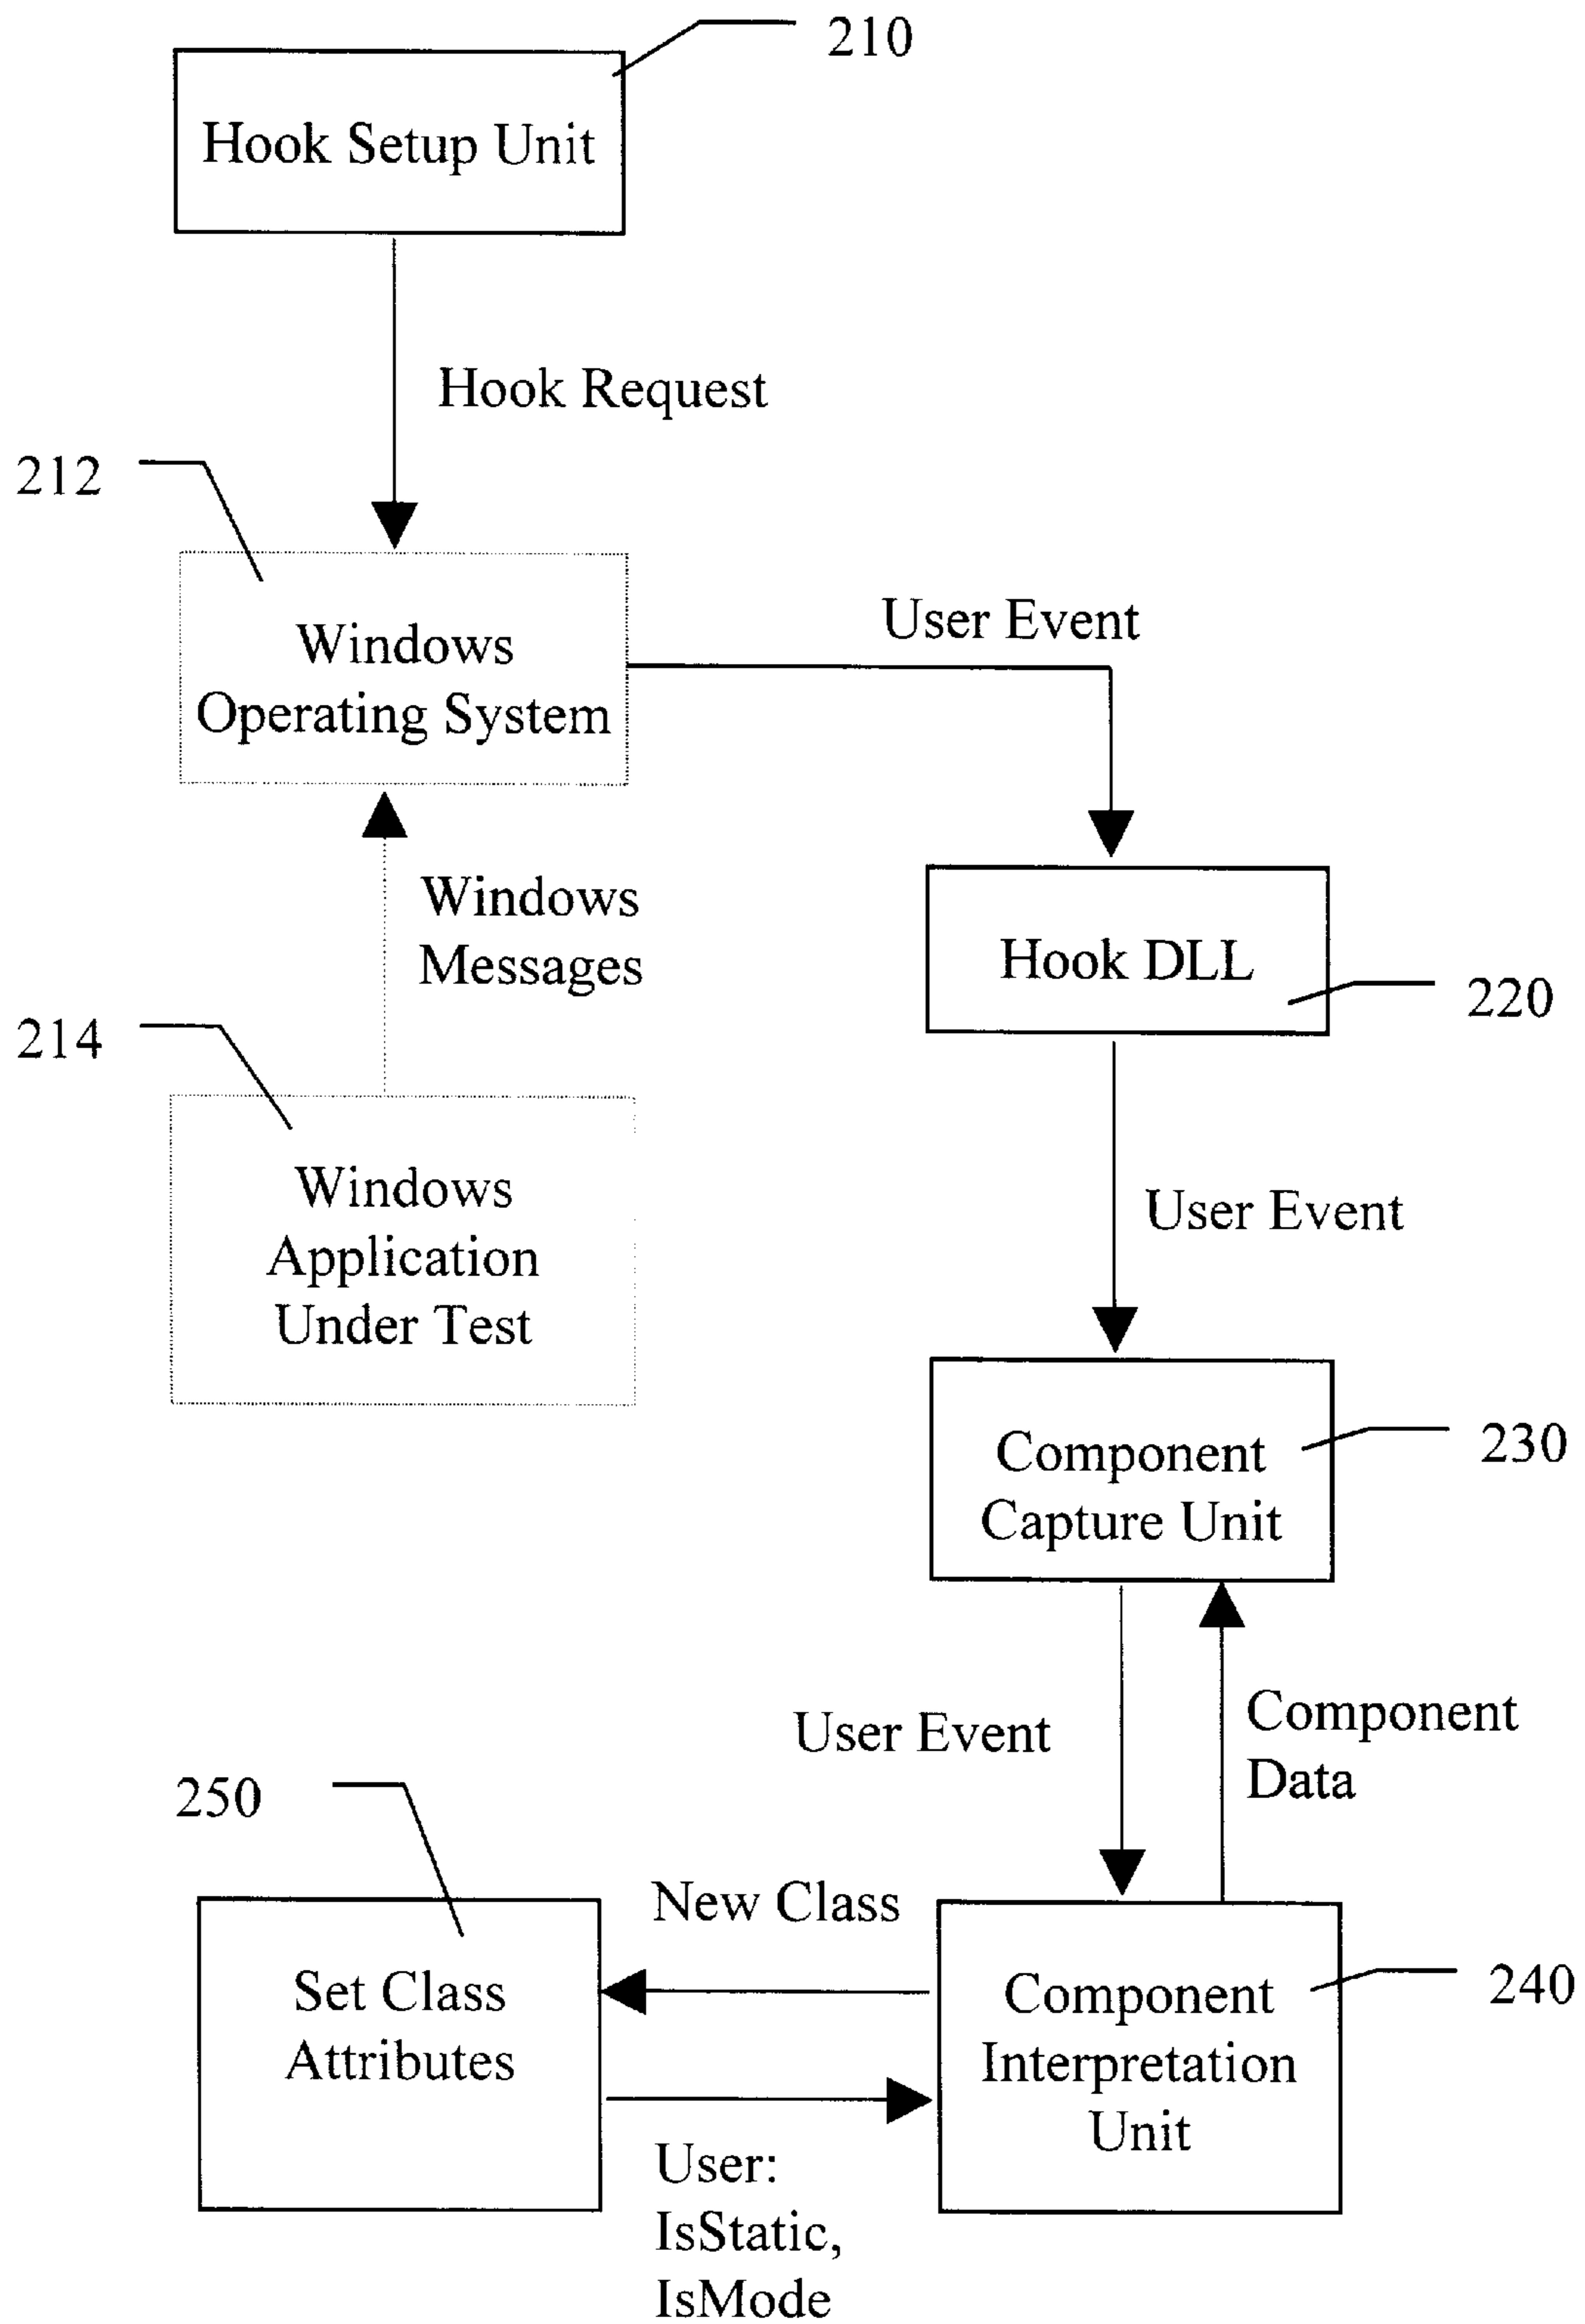 210
Hook Setup Unit
Hook Request
212
Windows
Operating System
User Event
Windows
Messages
Hook DLL
220
214
Windows
Application
Under Test
User Event
Component
Capture Unit
230
User Event
Component
Data
250
New Class
Set Class
Attributes
Component
Interpretation
Unit
240
User:
IsStatic,
IsMode